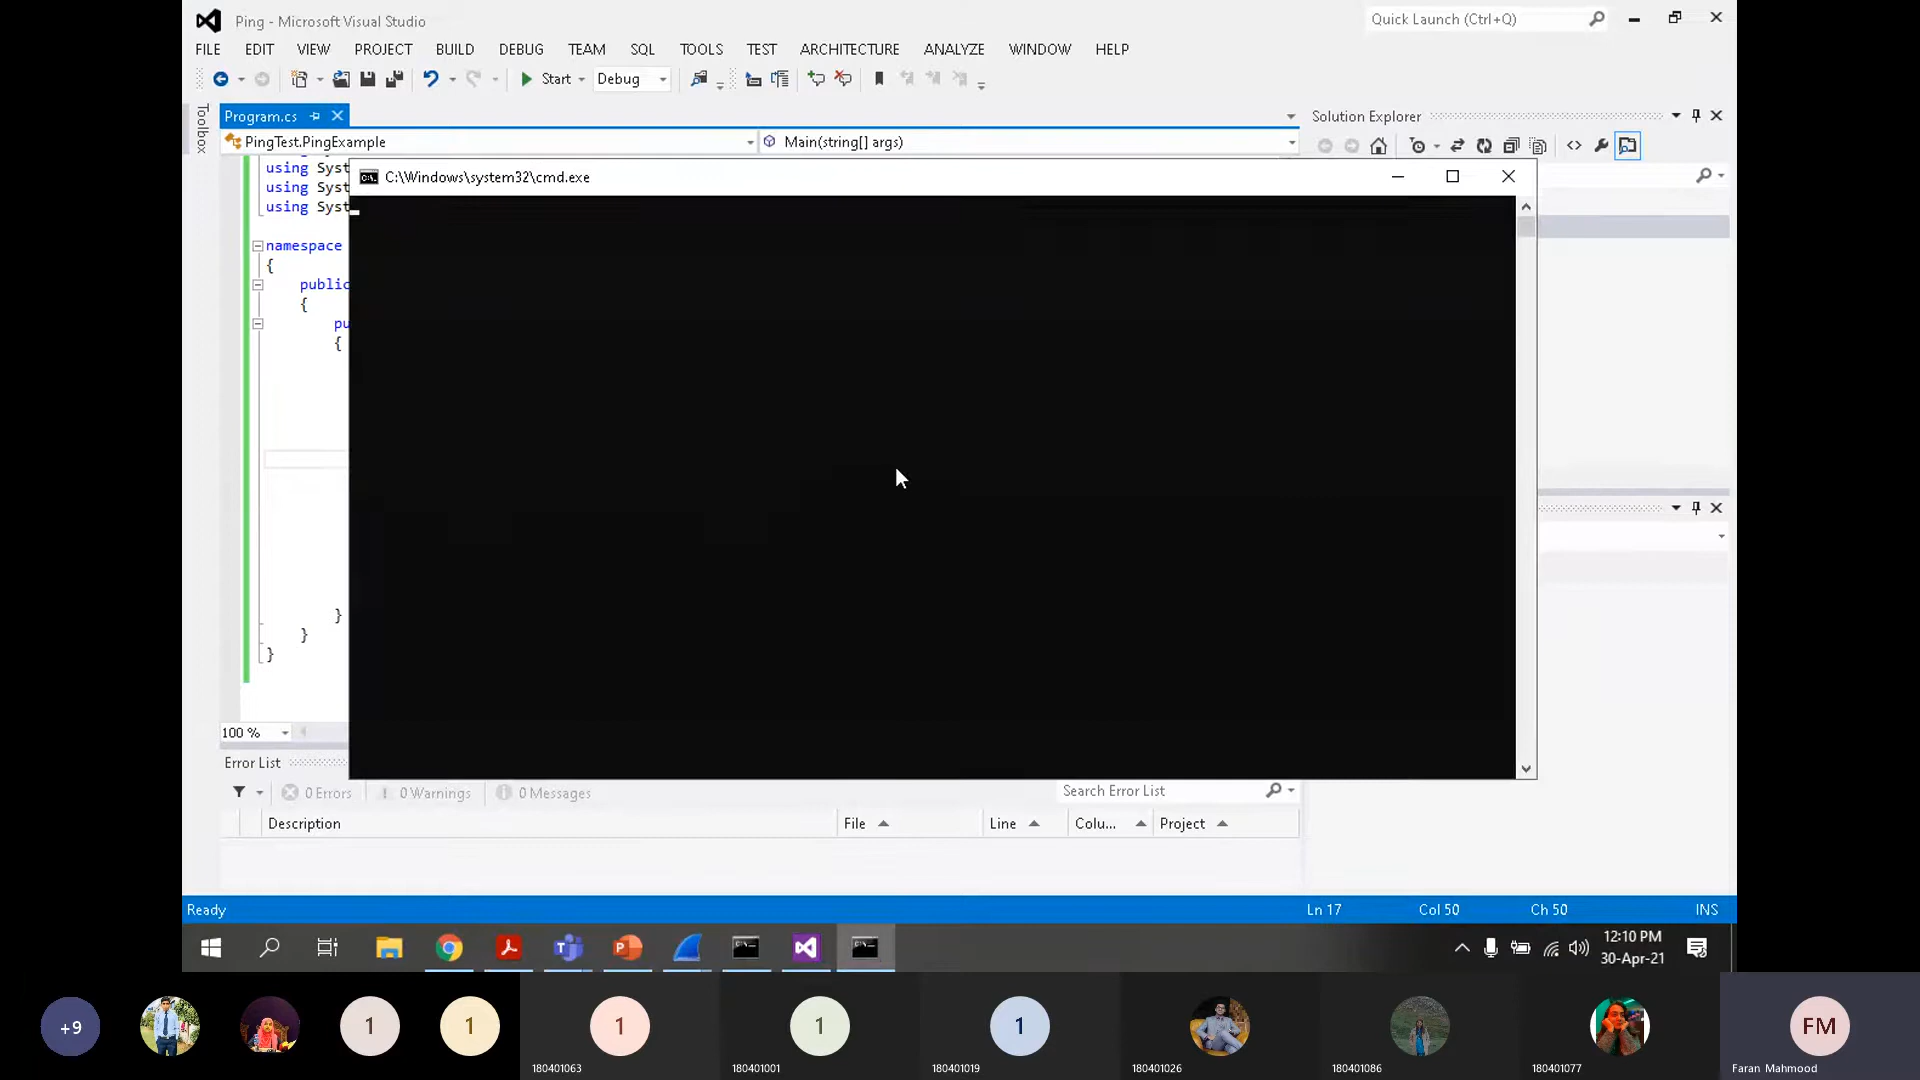 Ping - Microsoft Visual Studio
Quick Launch (Ctrl+Q)
FILE EDIT VIEW PROJECT BUILD DEBUG TEAM SQL TOOLS TEST ARCHITECTURE ANALYZE WINDOW HELP
Start Debug
Toolbox
Program.cs
Solution Explorer
PingTest.PingExample
Main(string[] args)
using Syst
C:\Windows\system32\cmd.exe
using Syst
using Syst
namespace
{
public
{
pu
{
}
}
}
100 %
Error List
0 Errors
0 Warnings
0 Messages
Search Error List
Description
File
Line
Colu...
Project
Ready
Ln 17
Col 50
Ch 50
INS
12:10 PM
30-Apr-21
+9
1
1
1
1
1
FM
180401063
180401001
180401019
180401026
180401086
180401077
Faran Mahmood